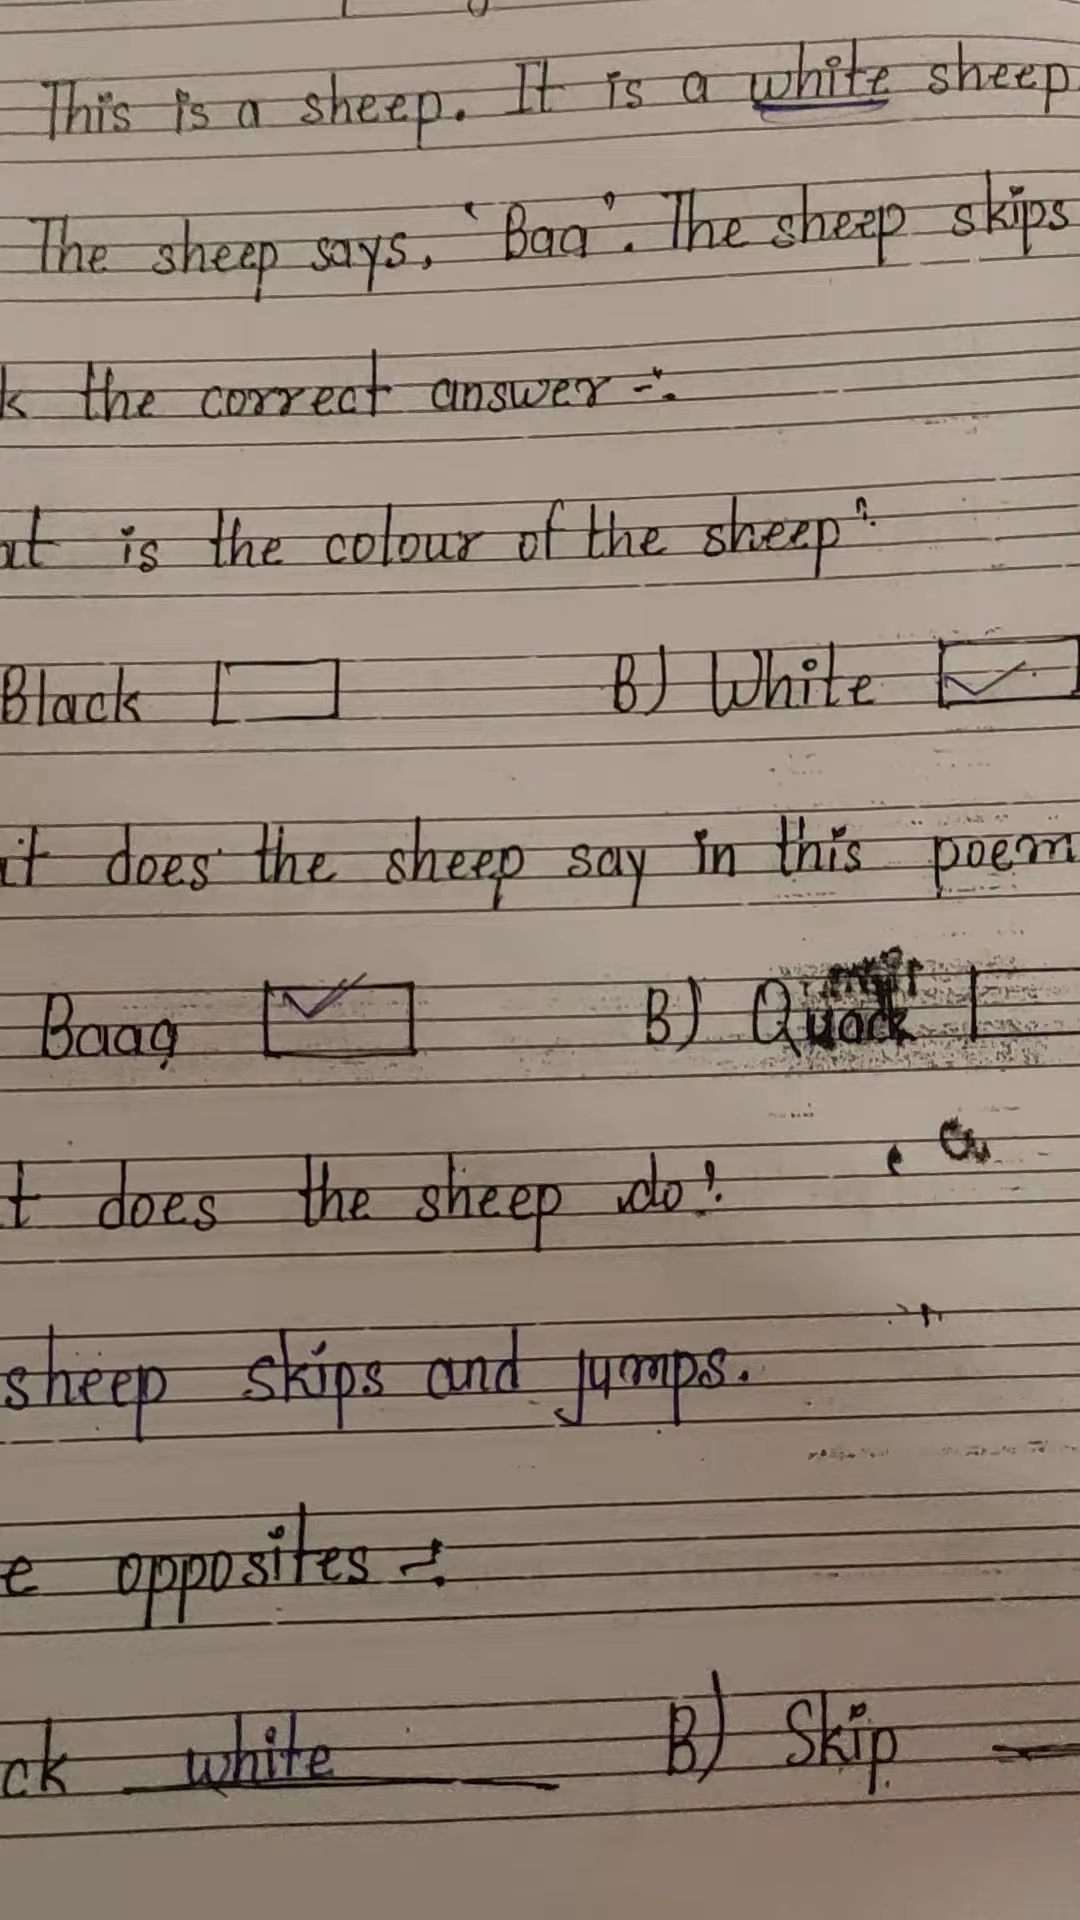 This is a sheep. It is a white sheep.
The sheep says, 'Baa'. The sheep skips
k the correct answer :-
at is the colour of the sheep?
Black B) White
at does the sheep say in this poem
Baaa B) Quack
t does the sheep do?
sheep skips and jumps.
e opposites :-
ck white B) Skip